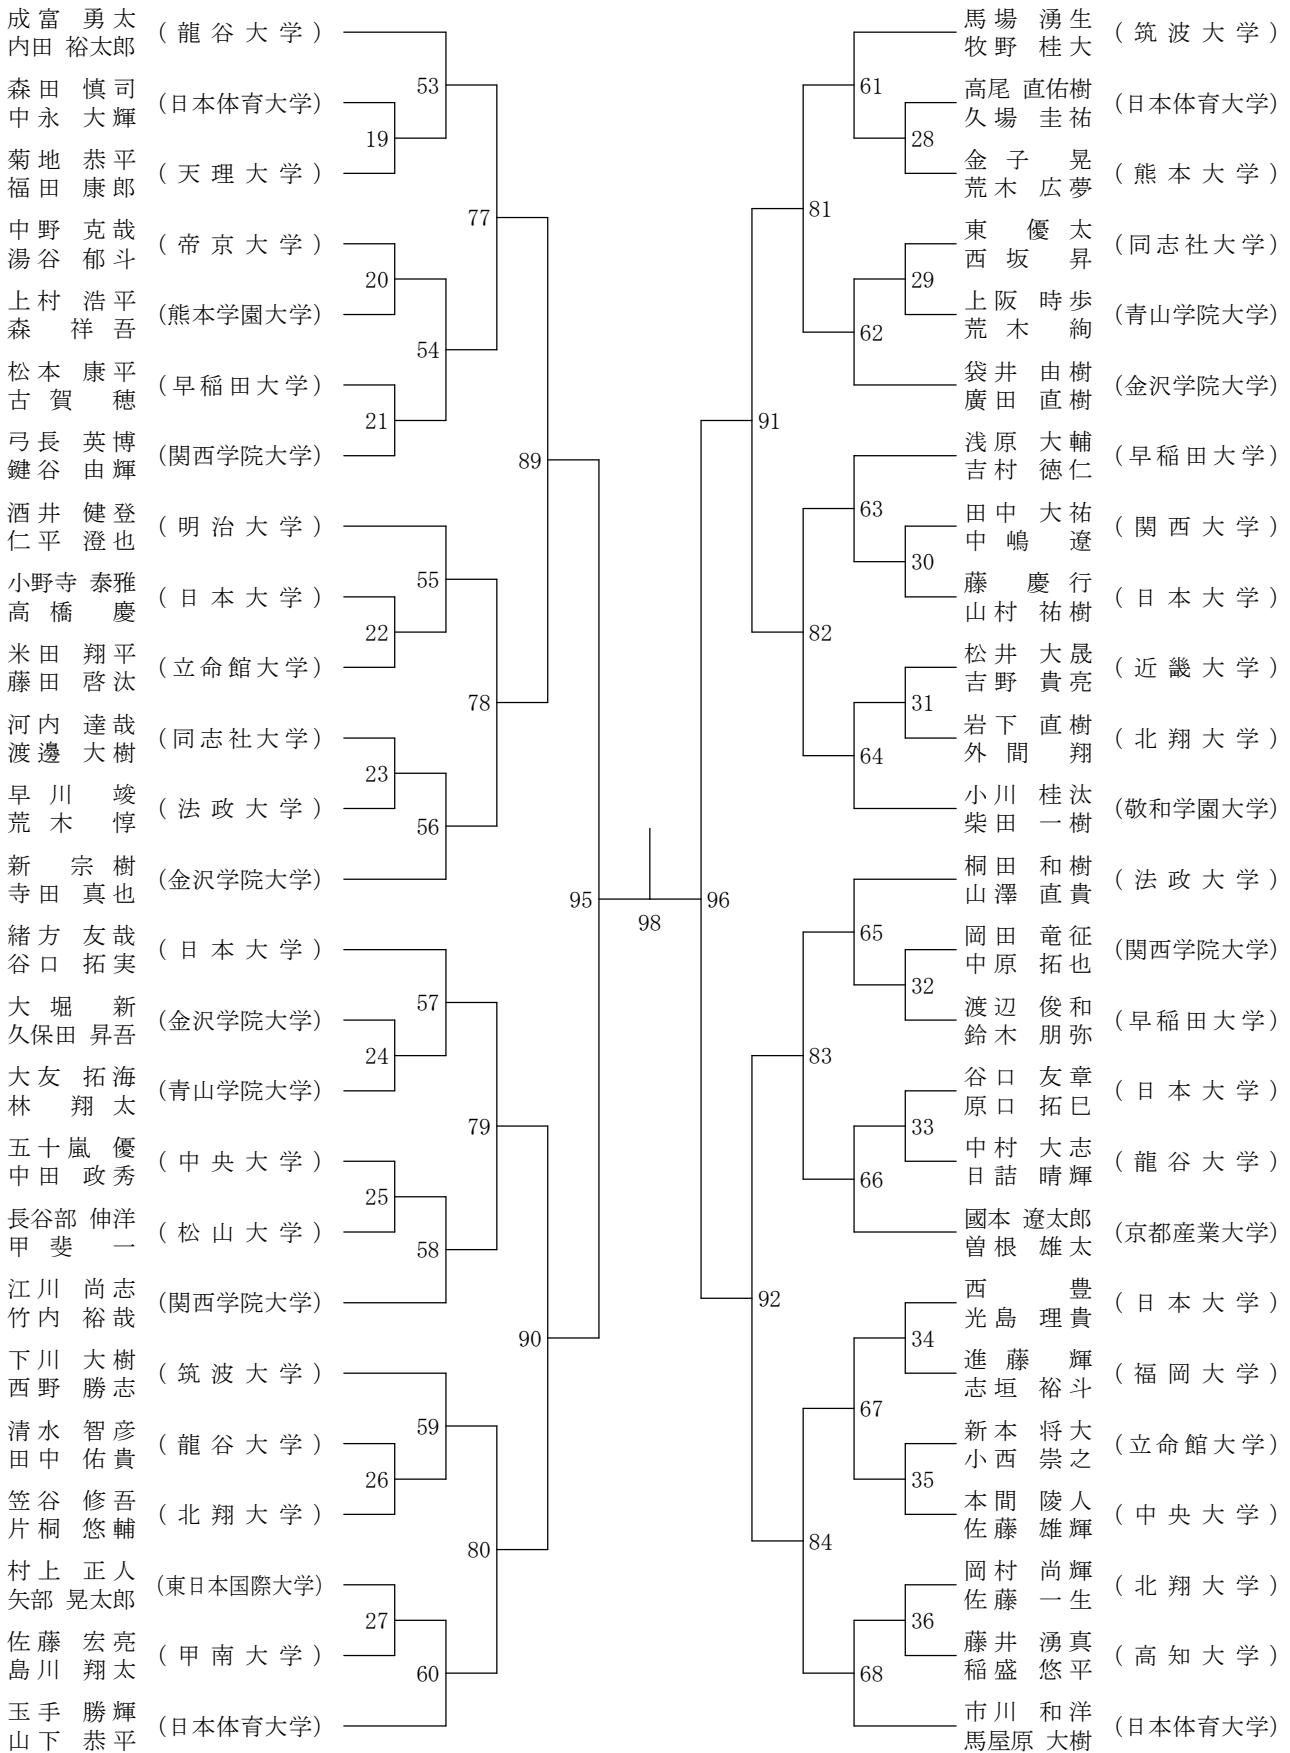 成富 勇太
内田 裕太郎
(龍谷大学)
森田 慎司
中永 大輝
(日本体育大学)
菊地 恭平
福田 康郎
(天理大学)
中野 克哉
湯谷 郁斗
(帝京大学)
上村 浩平
森 祥吾
(熊本学園大学)
松本 康平
古賀 穂
(早稲田大学)
弓長 英博
鍵谷 由輝
(関西学院大学)
酒井 健登
仁平 澄也
(明治大学)
小野寺 泰雅
高橋 慶
(日本大学)
米田 翔平
藤田 啓汰
(立命館大学)
河内 達哉
渡邊 大樹
(同志社大学)
早川 竣
荒木 惇
(法政大学)
新 宗樹
寺田 真也
(金沢学院大学)
緒方 友哉
谷口 拓実
(日本大学)
大堀 新
久保田 昇吾
(金沢学院大学)
大友 拓海
林 翔太
(青山学院大学)
五十嵐 優
中田 政秀
(中央大学)
長谷部 伸洋
甲斐 一
(松山大学)
江川 尚志
竹内 裕哉
(関西学院大学)
下川 大樹
西野 勝志
(筑波大学)
清水 智彦
田中 佑貴
(龍谷大学)
笠谷 修吾
片桐 悠輔
(北翔大学)
村上 正人
矢部 晃太郎
(東日本国際大学)
佐藤 宏亮
島川 翔太
(甲南大学)
玉手 勝輝
山下 恭平
(日本体育大学)
19
20
21
22
23
24
25
26
27
53
54
55
56
57
58
59
60
77
78
79
80
89
90
95
98
96
91
92
81
82
83
84
61
62
63
64
65
66
67
68
28
29
30
31
32
33
34
35
36
馬場 湧生
牧野 桂大
(筑波大学)
高尾 直佑樹
久場 圭祐
(日本体育大学)
金子 晃
荒木 広夢
(熊本大学)
東 優太
西坂 昇
(同志社大学)
上阪 時歩
荒木 絢
(青山学院大学)
袋井 由樹
廣田 直樹
(金沢学院大学)
浅原 大輔
吉村 徳仁
(早稲田大学)
田中 大祐
中嶋 遼
(関西大学)
藤 慶行
山村 祐樹
(日本大学)
松井 大晟
吉野 貴亮
(近畿大学)
岩下 直樹
外間 翔
(北翔大学)
小川 桂汰
柴田 一樹
(敬和学園大学)
桐田 和樹
山澤 直貴
(法政大学)
岡田 竜征
中原 拓也
(関西学院大学)
渡辺 俊和
鈴木 朋弥
(早稲田大学)
谷口 友章
原口 拓巳
(日本大学)
中村 大志
日詰 晴輝
(龍谷大学)
國本 遼太郎
曽根 雄太
(京都産業大学)
西 豊
光島 理貴
(日本大学)
進藤 輝
志垣 裕斗
(福岡大学)
新本 将大
小西 崇之
(立命館大学)
本間 陵人
佐藤 雄輝
(中央大学)
岡村 尚輝
佐藤 一生
(北翔大学)
藤井 湧真
稲盛 悠平
(高知大学)
市川 和洋
馬屋原 大樹
(日本体育大学)